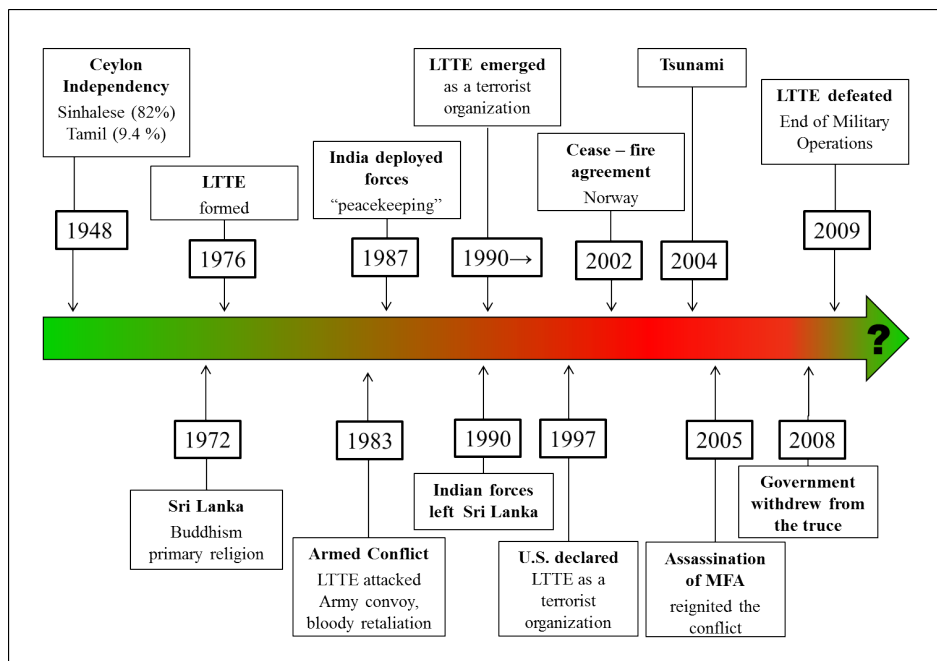 Ceylon
Independency
Sinhalese (82%)
Tamil (9.4 %)
1948
LTTE
formed
1976
India deployed
forces
“peacekeeping”
1987
LTTE emerged
as a terrorist
organization
1990→
Cease – fire
agreement
Norway
2002
Tsunami
2004
LTTE defeated
End of Military
Operations
2009
?
1972
Sri Lanka
Buddhism
primary religion
1983
Armed Conflict
LTTE attacked
Army convoy,
bloody retaliation
1990
Indian forces
left Sri Lanka
1997
U.S. declared
LTTE as a
terrorist
organization
2005
Assassination
of MFA
reignited the
conflict
2008
Government
withdrew from
the truce